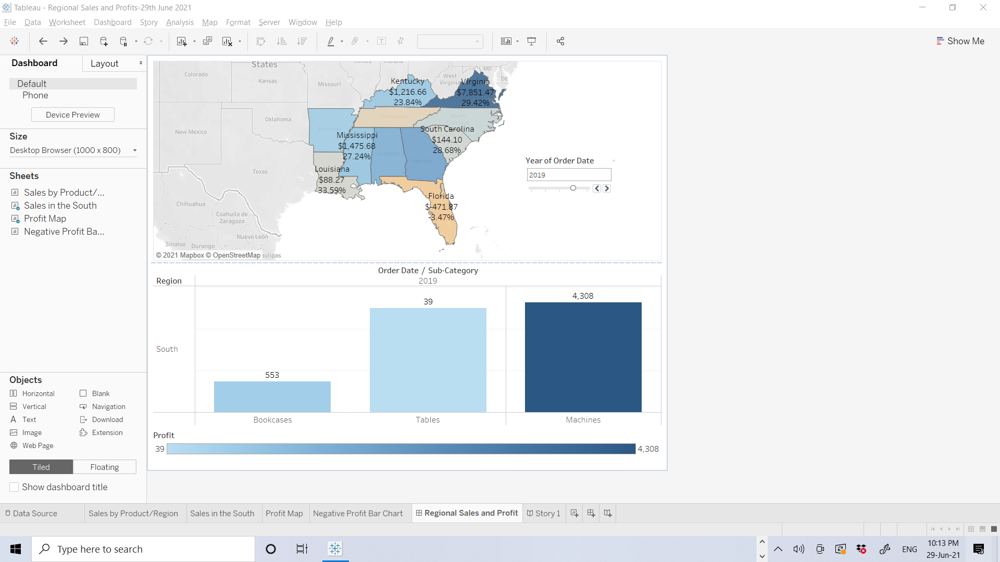 Tableau - Regional Sales and Profits-29th June 2021
File Data Worksheet Dashboard Story Analysis Map Format Server Window Help
Show Me
Dashboard Layout
Default
Phone
Device Preview
Size
Desktop Browser (1000 x 800)
Sheets
Sales by Product/...
Sales in the South
Profit Map
Negative Profit Ba...
Objects
Horizontal Blank
Vertical Navigation
Text Download
Image Extension
Web Page
Tiled Floating
Show dashboard title
States
Colorado
Kansas
Missouri
Illinois
Indiana
MD
DE
West
Virginia
Kentucky
$1,216.66
23.84%
Virginia
$7,851.47
29.42%
New Mexico
Oklahoma
Arkansas
Tennessee
North
Carolina
South Carolina
$144.10
28.68%
Mississippi
$1,475.68
27.24%
Alabama
Georgia
Louisiana
$88.27
33.59%
Texas
Florida
$-471.87
-3.47%
Chihuahua
Coahuila de
Zaragoza
Nuevo León
Sinaloa
Durango
aulipas
© 2021 Mapbox © OpenStreetMap
Year of Order Date
2019
Order Date / Sub-Category
Region
2019
South
553
39
4,308
Bookcases
Tables
Machines
Profit
39
4,308
Data Source Sales by Product/Region Sales in the South Profit Map Negative Profit Bar Chart Regional Sales and Profit Story 1
Type here to search
ENG
10:13 PM
29-Jun-21